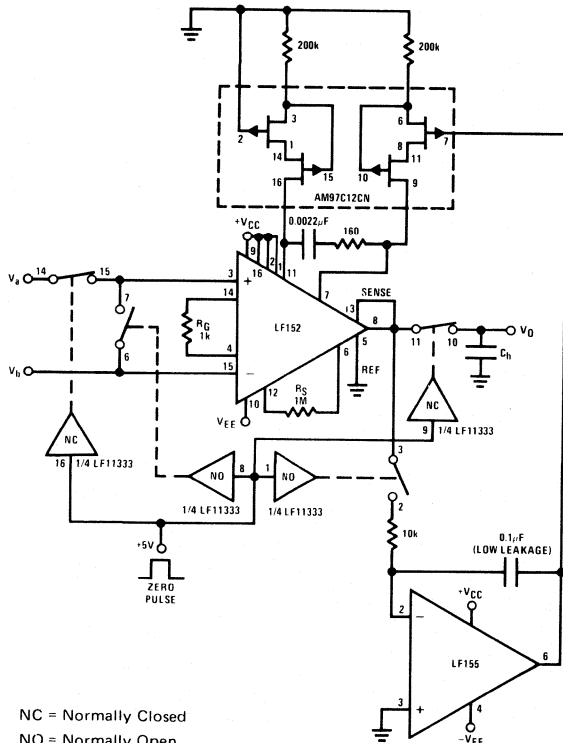 200k
200k
3
6
2
1
8
7
14
11
15
10
16
9
AM97C12CN
+VCC
0.0022µF
160
9
16
2
1
11
7
Va
14
15
3
+
13
SENSE
8
14
RG
1k
LF152
5
11
10
VO
7
6
4
6
REF
Ch
Vb
15
−
12
RS
1M
10
VEE
NC
9
1/4 LF11333
NC
16
1/4 LF11333
NO
8
1
NO
1/4 LF11333
1/4 LF11333
3
2
+5V
ZERO
PULSE
10k
0.1µF
(LOW LEAKAGE)
+VCC
2
−
LF155
6
3
+
4
−VEE
NC = Normally Closed
NO = Normally Open